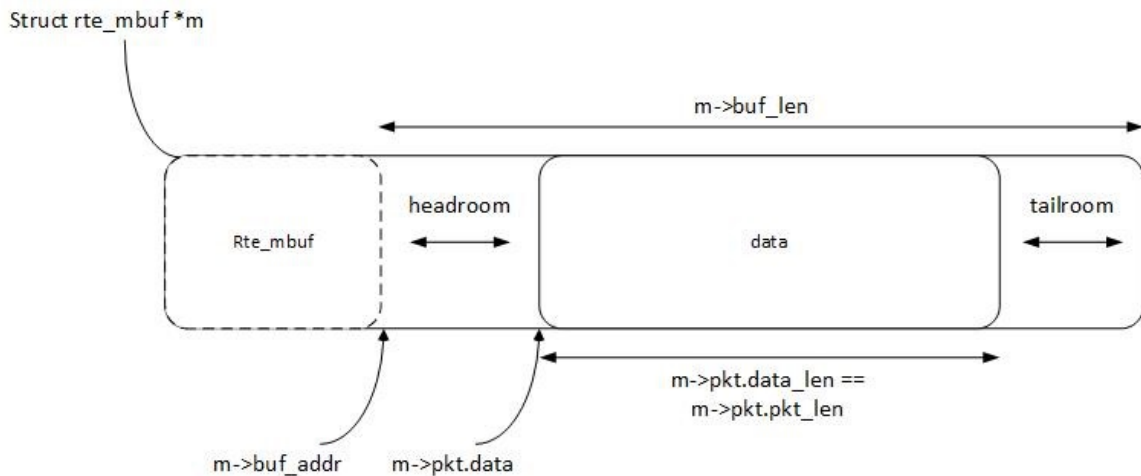 Struct rte_mbuf *m
m->buf_len
headroom
tailroom
Rte_mbuf
data
m->pkt.data_len ==
m->pkt.pkt_len
m->buf_addr
m->pkt.data